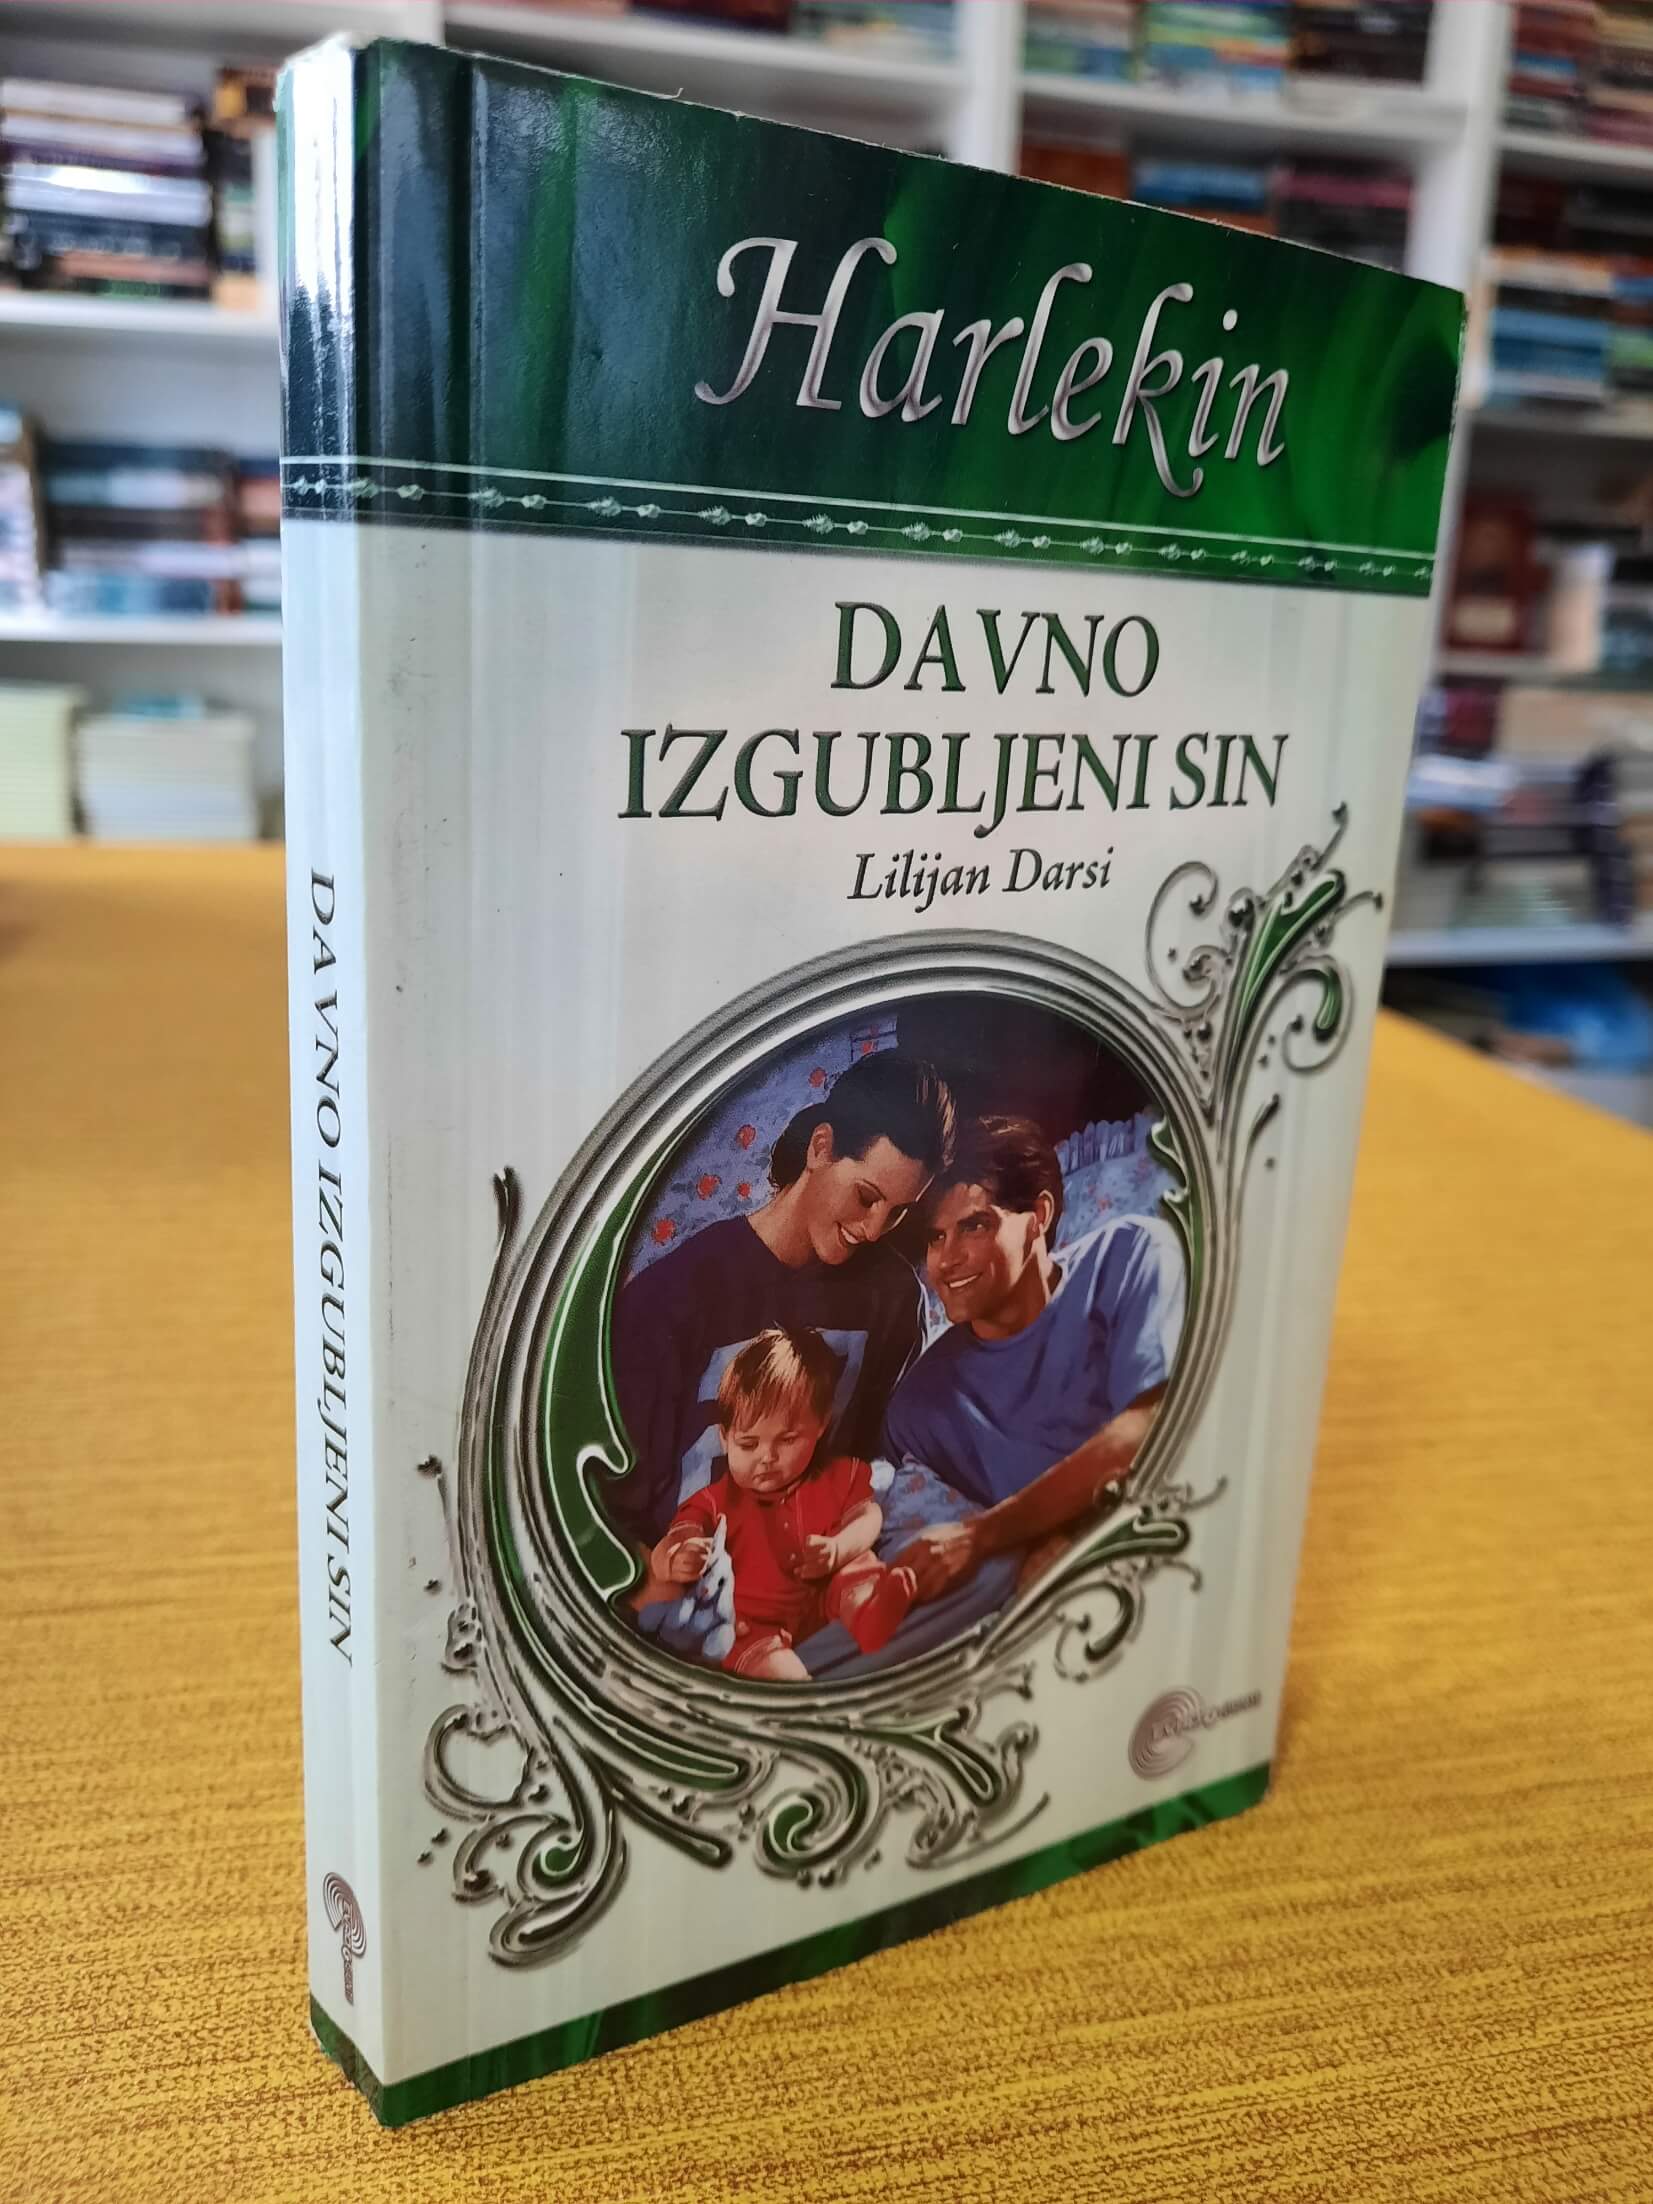 Harlekin
DAVNO
IZGUBLJENI SIN
Lilijan Darsi
DAVNO IZGUBLJENI SIN